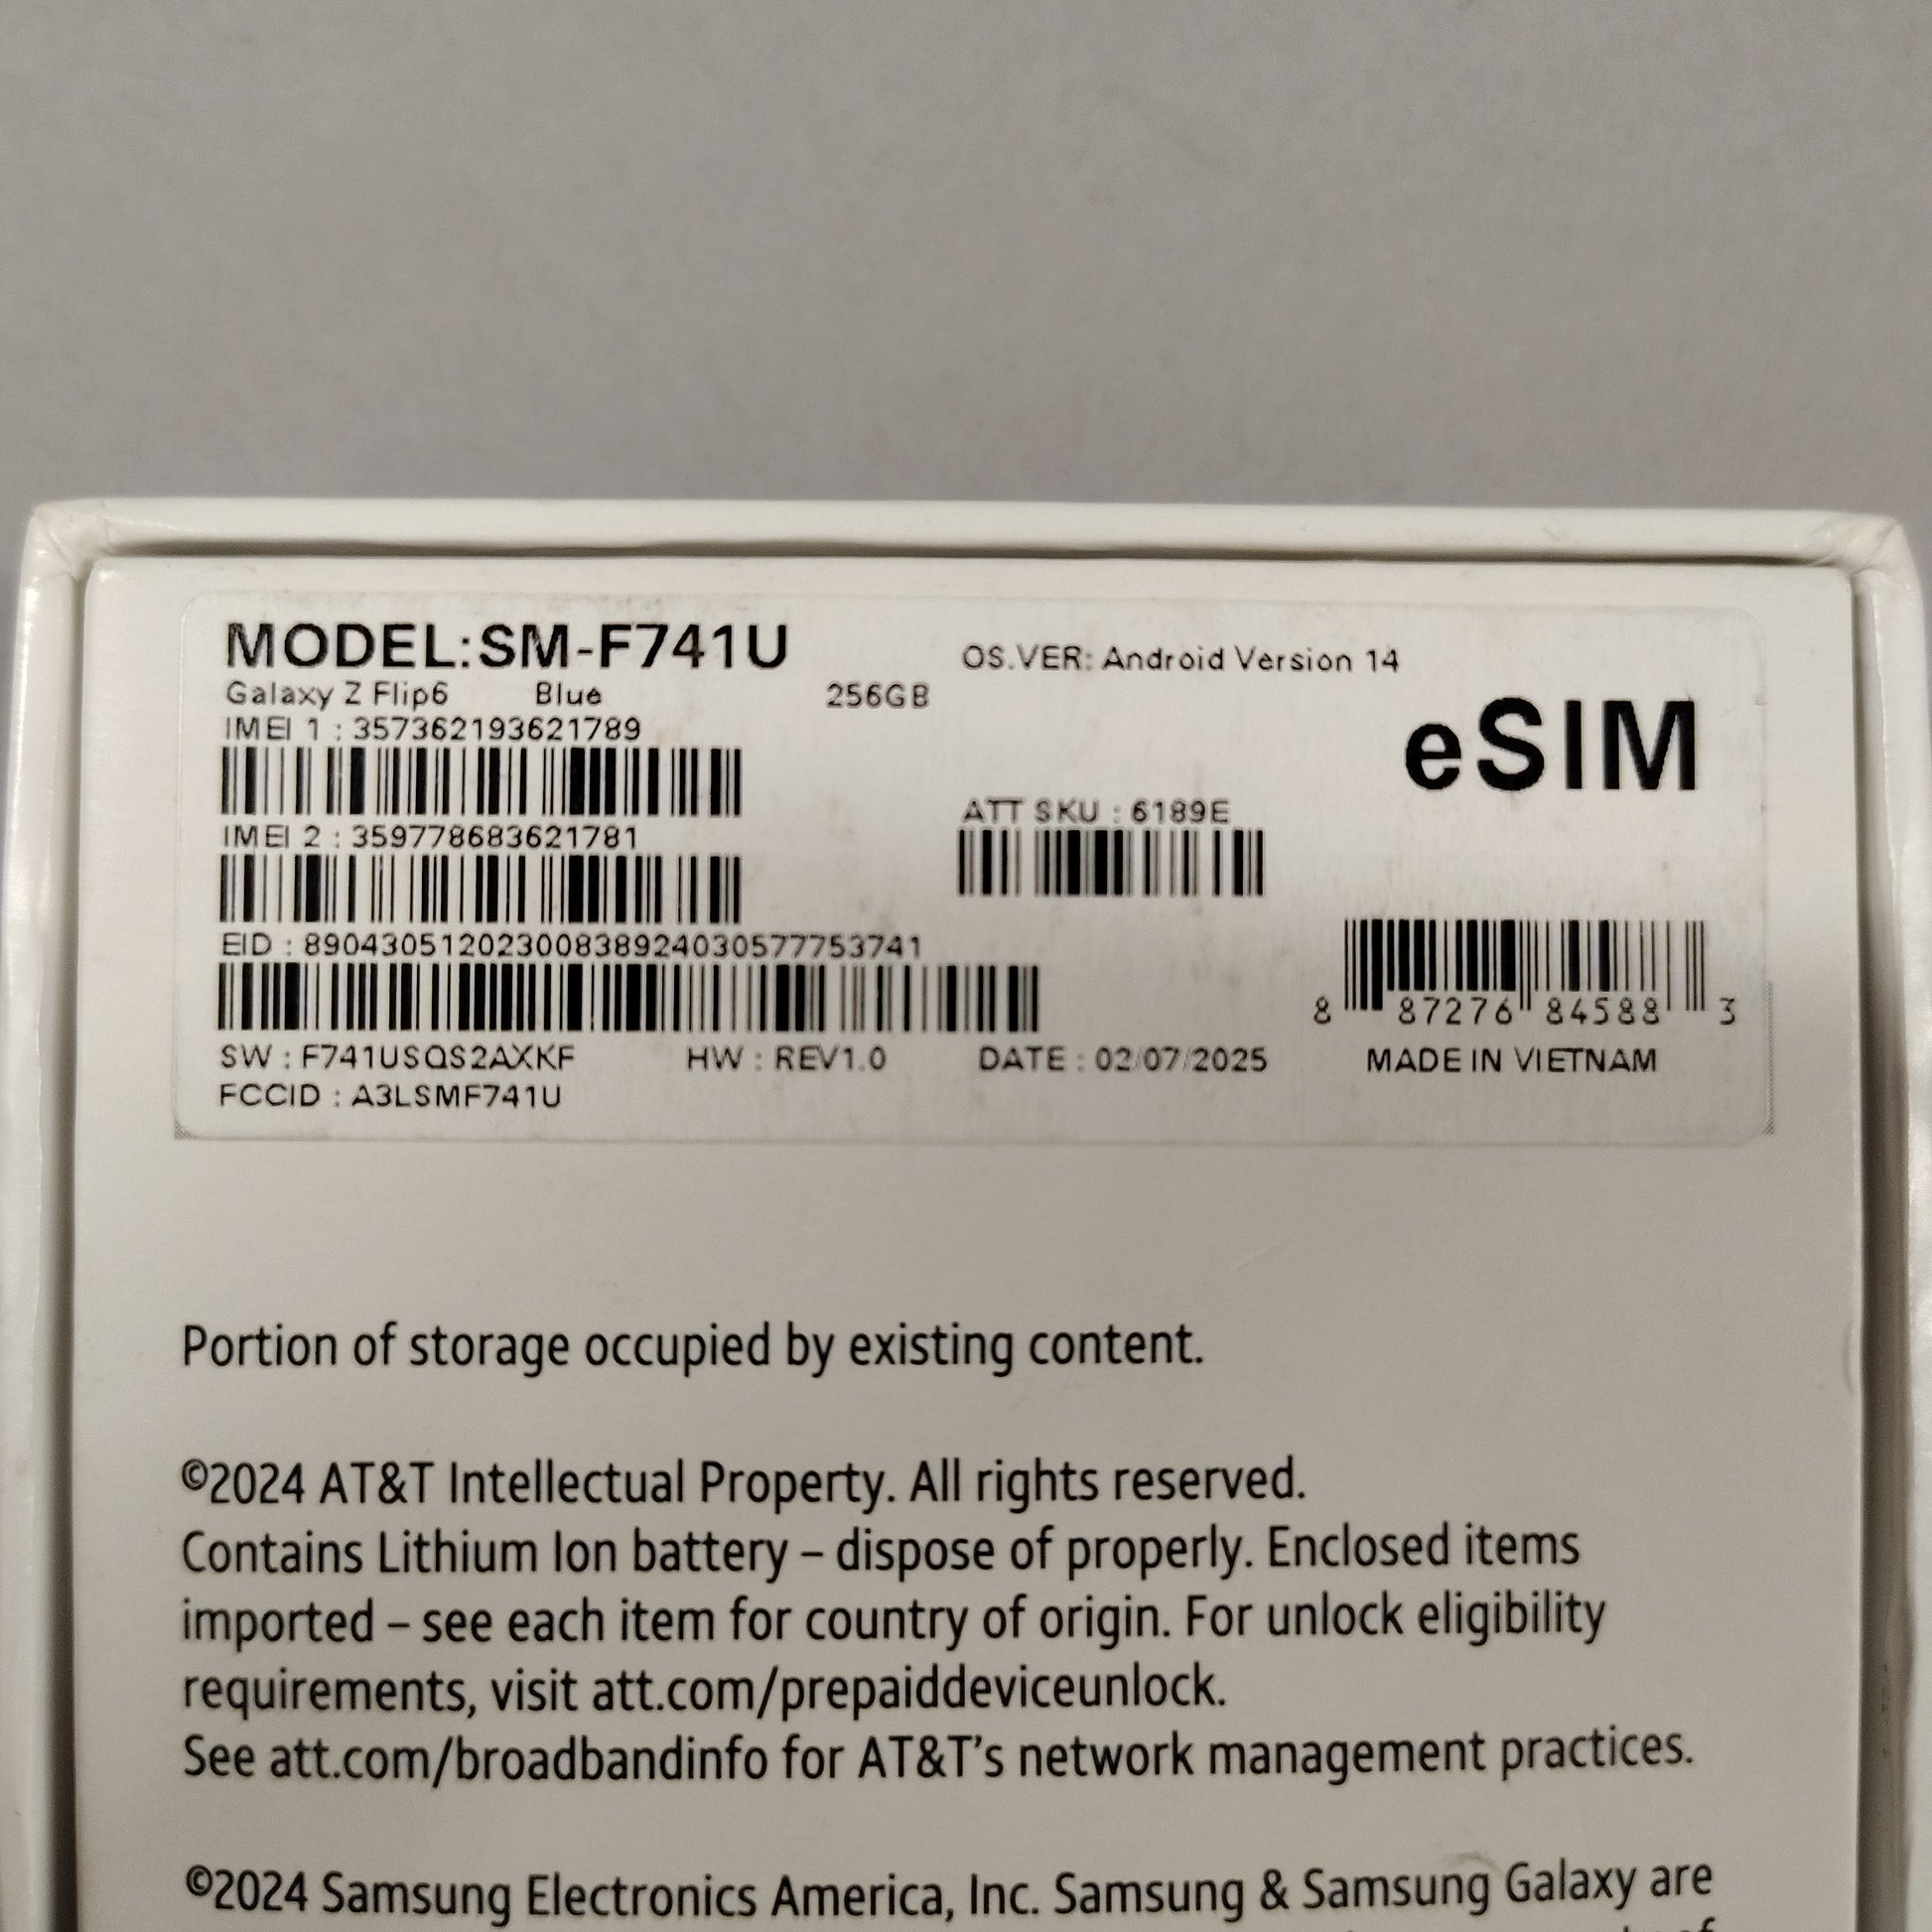 MODEL:SM-F741U
OS.VER: Android Version 14
Galaxy Z Flip6 Blue 256GB
eSIM
IMEI 1 : 357362193621789
ATT SKU : 6189E
IMEI 2 : 359778683621781
EID : 89043051202300838924030577753741
8 87276 84588 3
SW : F741USQS2AXKF HW : REV1.0 DATE : 02/07/2025 MADE IN VIETNAM
FCCID : A3LSMF741U
Portion of storage occupied by existing content.
©2024 AT&T Intellectual Property. All rights reserved.
Contains Lithium Ion battery – dispose of properly. Enclosed items
imported – see each item for country of origin. For unlock eligibility
requirements, visit att.com/prepaiddeviceunlock.
See att.com/broadbandinfo for AT&T’s network management practices.
©2024 Samsung Electronics America, Inc. Samsung & Samsung Galaxy are